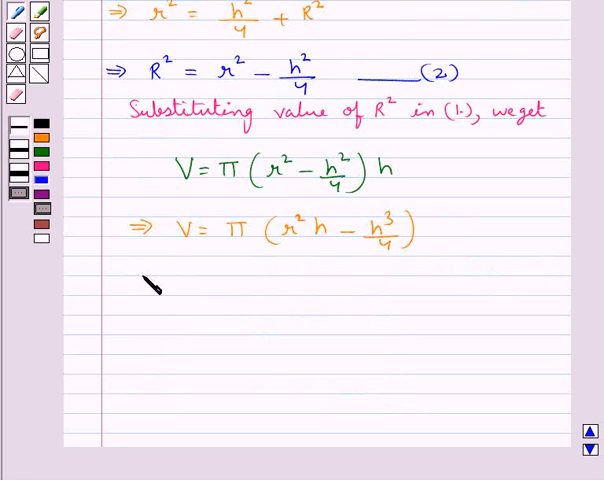 ⇒ r² = h²/4 + R²
⇒ R² = r² − h²/4 ——— (2)
Substituting value of R² in (1.), we get
V = π (r² − h²/4) h
⇒ V = π (r² h − h³/4)